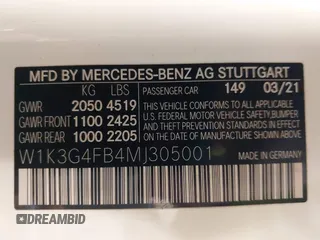 MFD BY MERCEDES-BENZ AG STUTTGART
KG LBS
GVWR 2050 4519
GAWR FRONT 1100 2425
GAWR REAR 1000 2205
PASSENGER CAR 149 03/21
THIS VEHICLE CONFORMS TO ALL APPLICABLE
FEDERAL MOTOR VEHICLE SAFETY, BUMPER
AND THEFT PREVENTION STANDARDS IN
EFFECT ON THE DATE OF
MANUFACTURE SHOWN ABOVE
W1K3G4FB4MJ305001
MADE IN GERMANY
DREAMBID